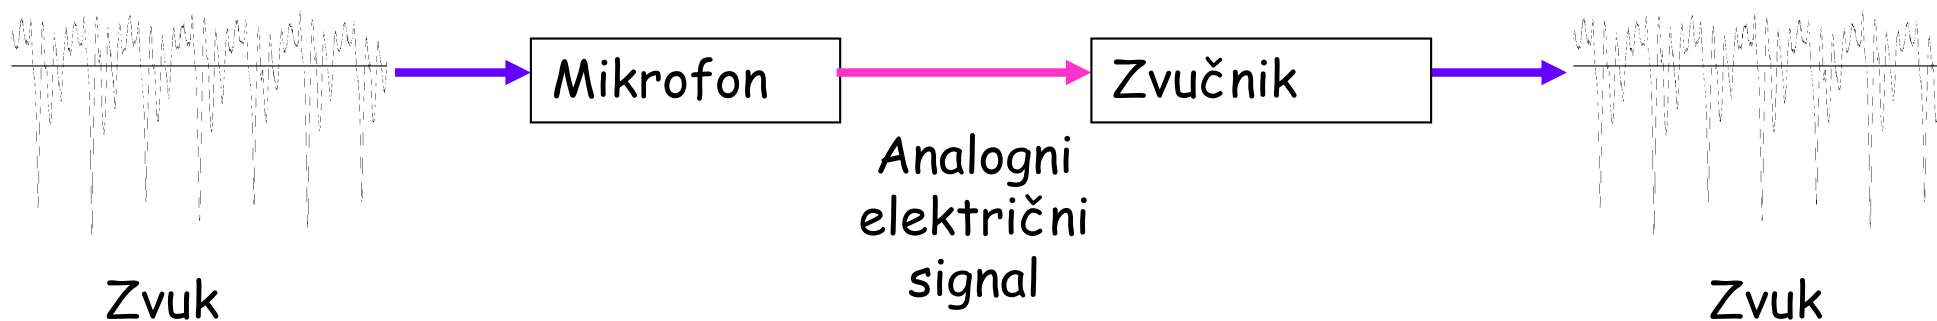 Mikrofon
Zvučnik
Analogni
električni
signal
Zvuk
Zvuk